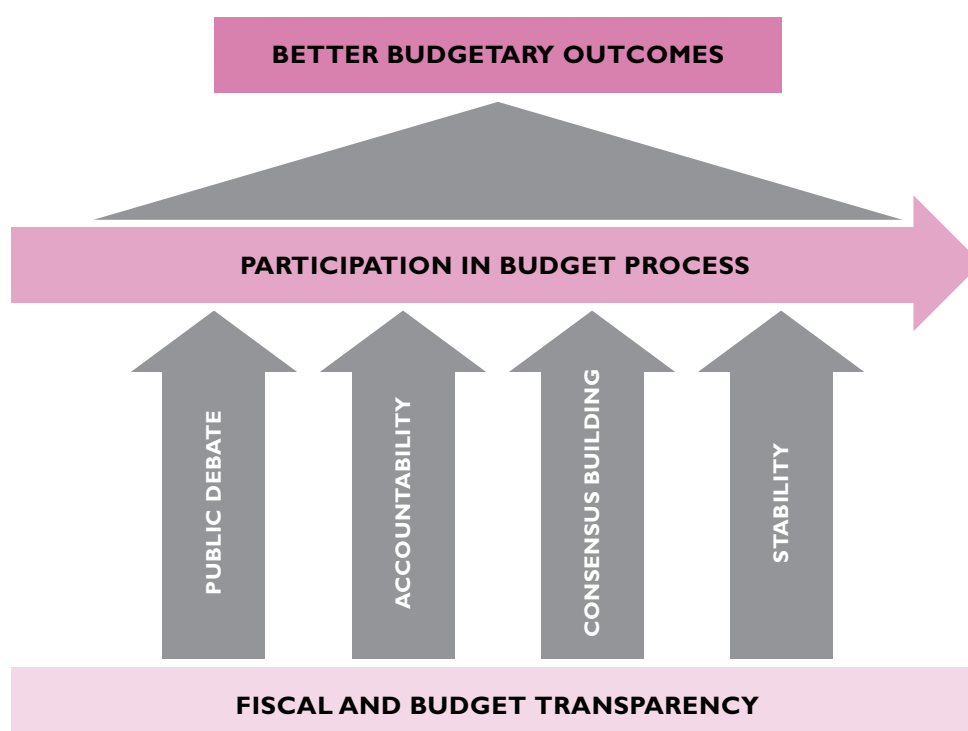 BETTER BUDGETARY OUTCOMES
PARTICIPATION IN BUDGET PROCESS
PUBLIC DEBATE
ACCOUNTABILITY
CONSENSUS BUILDING
STABILITY
FISCAL AND BUDGET TRANSPARENCY